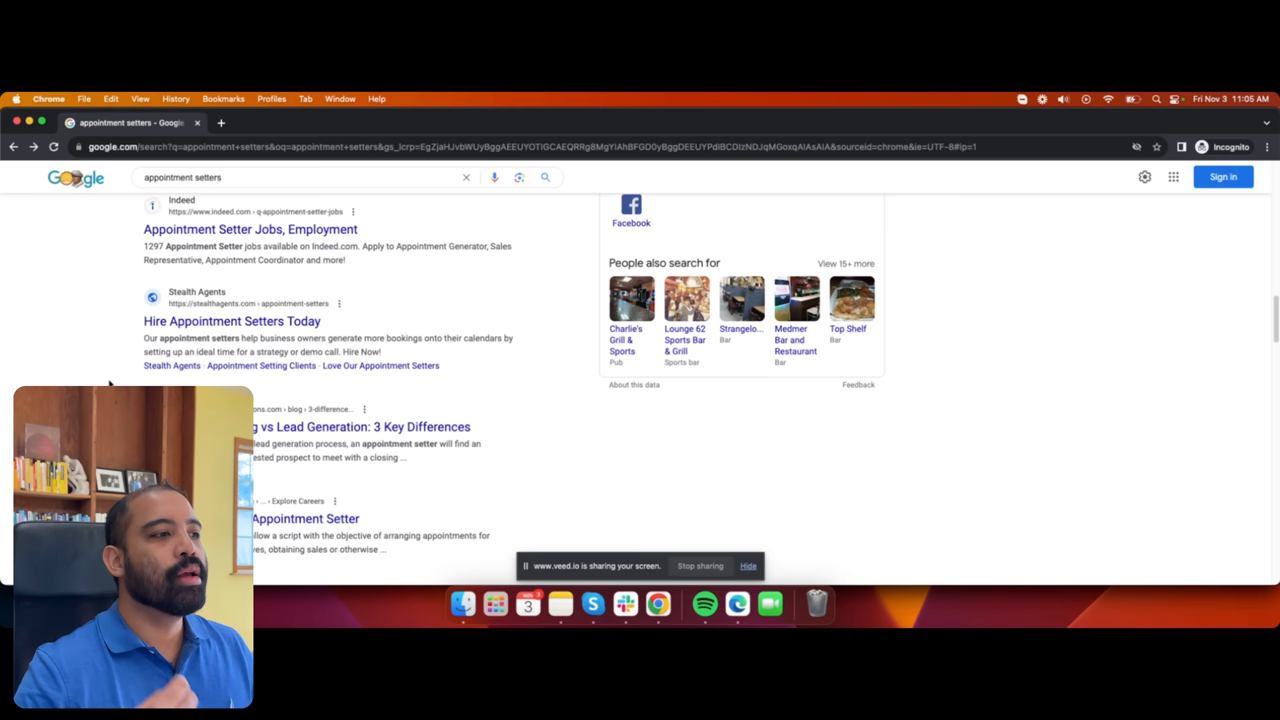 Chrome File Edit View History Bookmarks Profiles Tab Window Help
Fri Nov 3 11:05 AM
appointment setters - Google
google.com/search?q=appointment+setters&oq=appointment+setters&gs_lcrp=
Incognito
Google
appointment setters
Sign in
Indeed
https://www.indeed.com › q-appointment-setter-jobs
Appointment Setter Jobs, Employment
1297 Appointment Setter jobs available on Indeed.com. Apply to Appointment Generator, Sales
Representative, Appointment Coordinator and more!
Stealth Agents
https://stealthagents.com › appointment-setters
Hire Appointment Setters Today
Our appointment setters help business owners generate more bookings onto their calendars by
setting up an ideal time for a strategy or demo call. Hire Now!
Stealth Agents · Appointment Setting Clients · Love Our Appointment Setters
ons.com › blog › 3-difference...
g vs Lead Generation: 3 Key Differences
lead generation process, an appointment setter will find an
ested prospect to meet with a closing ...
› ... › Explore Careers
Appointment Setter
llow a script with the objective of arranging appointments for
ves, obtaining sales or otherwise ...
Facebook
People also search for
View 15+ more
Charlie's
Grill &
Sports
Pub
Lounge 62
Sports Bar
& Grill
Sports bar
Strangelo...
Bar
Medmer
Bar and
Restaurant
Bar
Top Shelf
Bar
About this data
Feedback
www.veed.io is sharing your screen.
Stop sharing
Hide
NOV
3
3